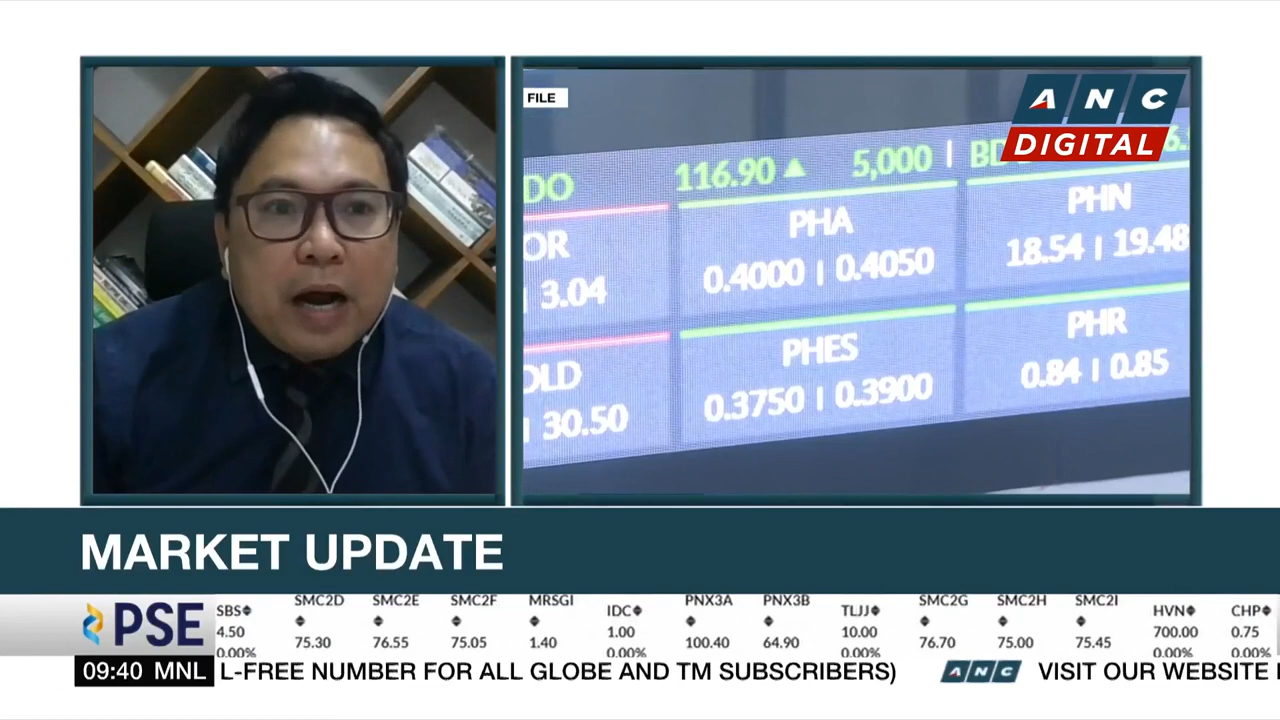 FILE
ANC
DIGITAL
DO 116.90 ▲ 5,000 | BD
OR
3.04
PHA
0.4000 | 0.4050
PHN
18.54 | 19.48
OLD
30.50
PHES
0.3750 | 0.3900
PHR
0.84 | 0.85
MARKET UPDATE
PSE
SBS
4.50
0.00%
SMC2D
75.30
SMC2E
76.55
SMC2F
75.05
MRSGI
1.40
IDC
1.00
0.00%
PNX3A
100.40
PNX3B
64.90
TLJJ
10.00
0.00%
SMC2G
76.70
SMC2H
75.00
SMC2I
75.45
HVN
700.00
0.00%
CHP
0.75
0.00%
09:40 MNL
L-FREE NUMBER FOR ALL GLOBE AND TM SUBSCRIBERS) ANC VISIT OUR WEBSITE